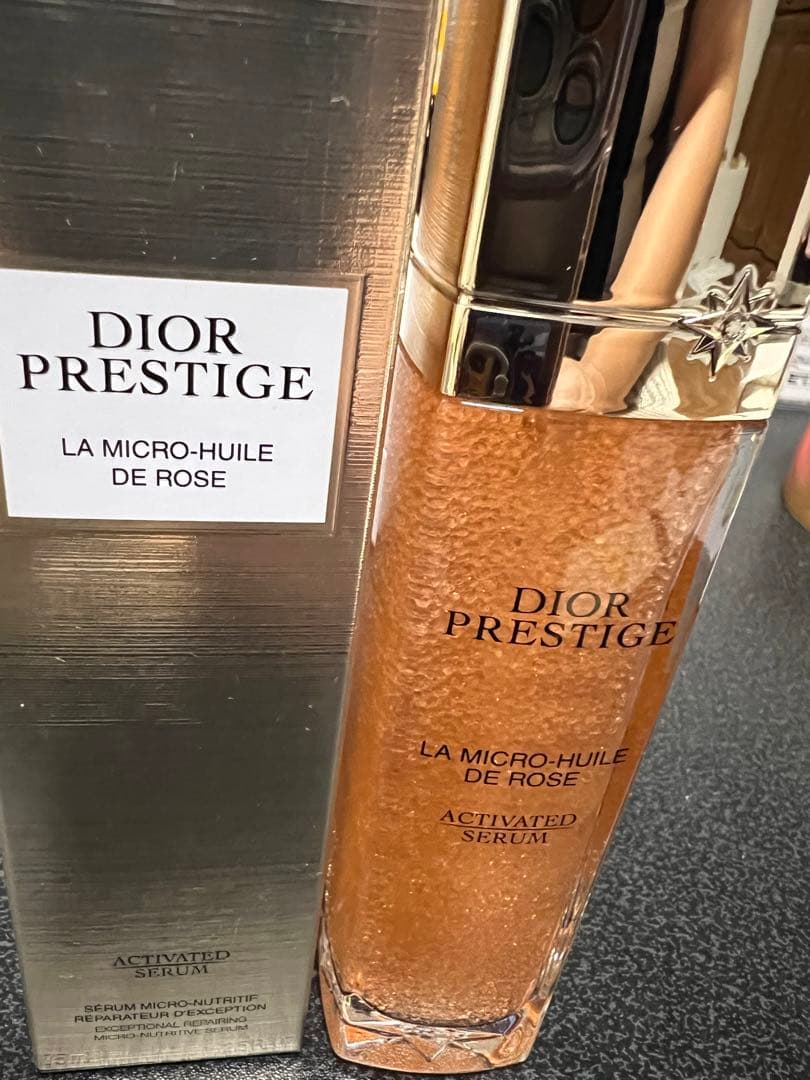 DIOR
PRESTIGE
LA MICRO-HUILE
DE ROSE
ACTIVATED
SERUM
SÉRUM MICRO-NUTRITIF
RÉPARATEUR D'EXCEPTION
EXCEPTIONAL REPAIRING
MICRO-NUTRITIVE SERUM
DIOR
PRESTIGE
LA MICRO-HUILE
DE ROSE
ACTIVATED
SERUM